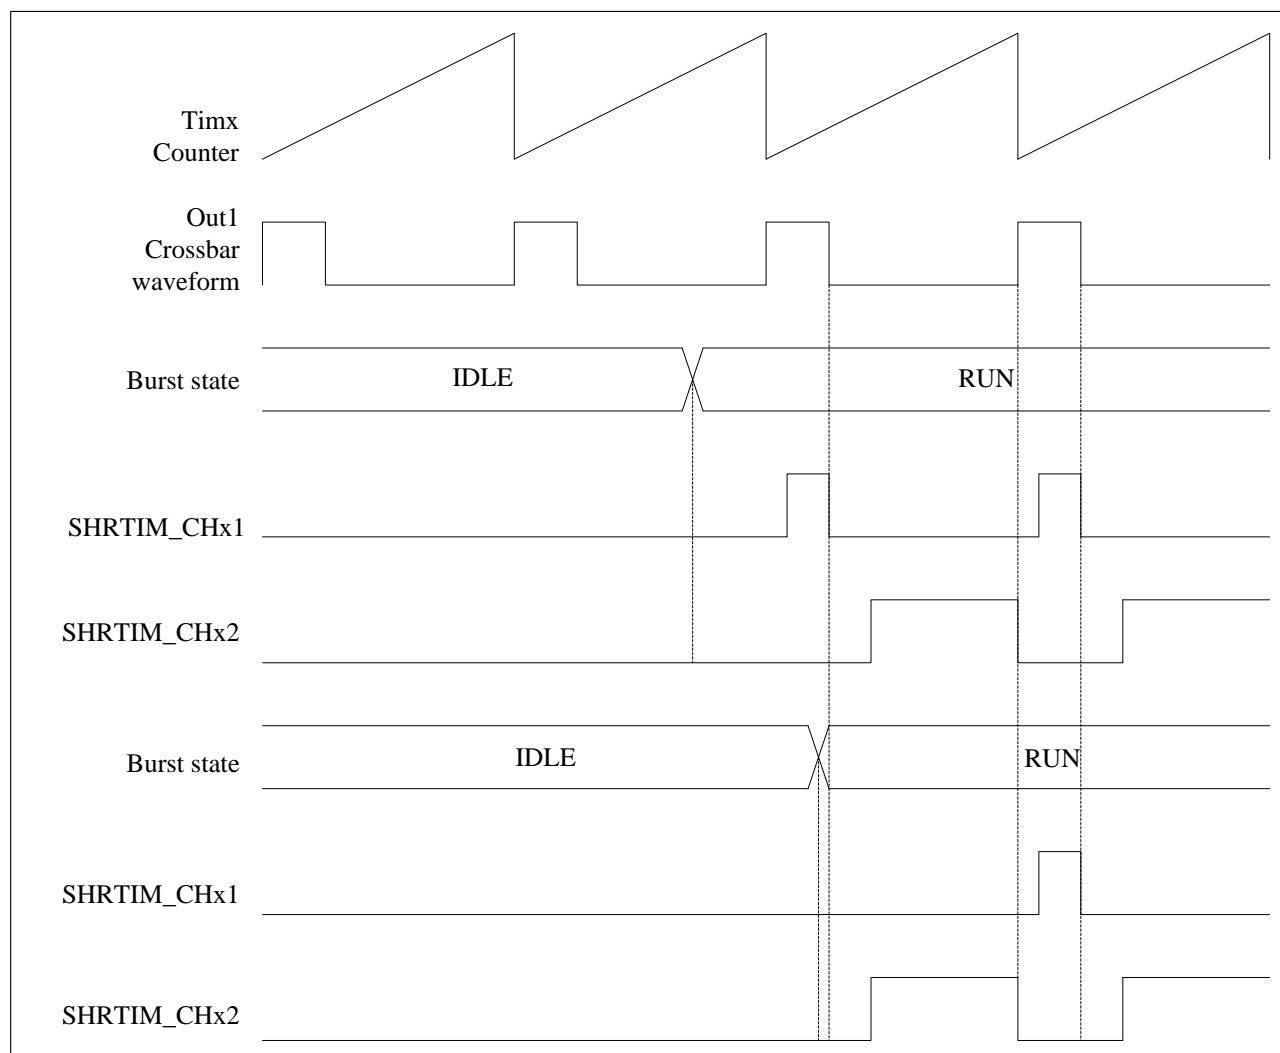 Timx
Counter
Out1
Crossbar
waveform
Burst state
IDLE
RUN
SHRTIM_CHx1
SHRTIM_CHx2
Burst state
IDLE
RUN
SHRTIM_CHx1
SHRTIM_CHx2